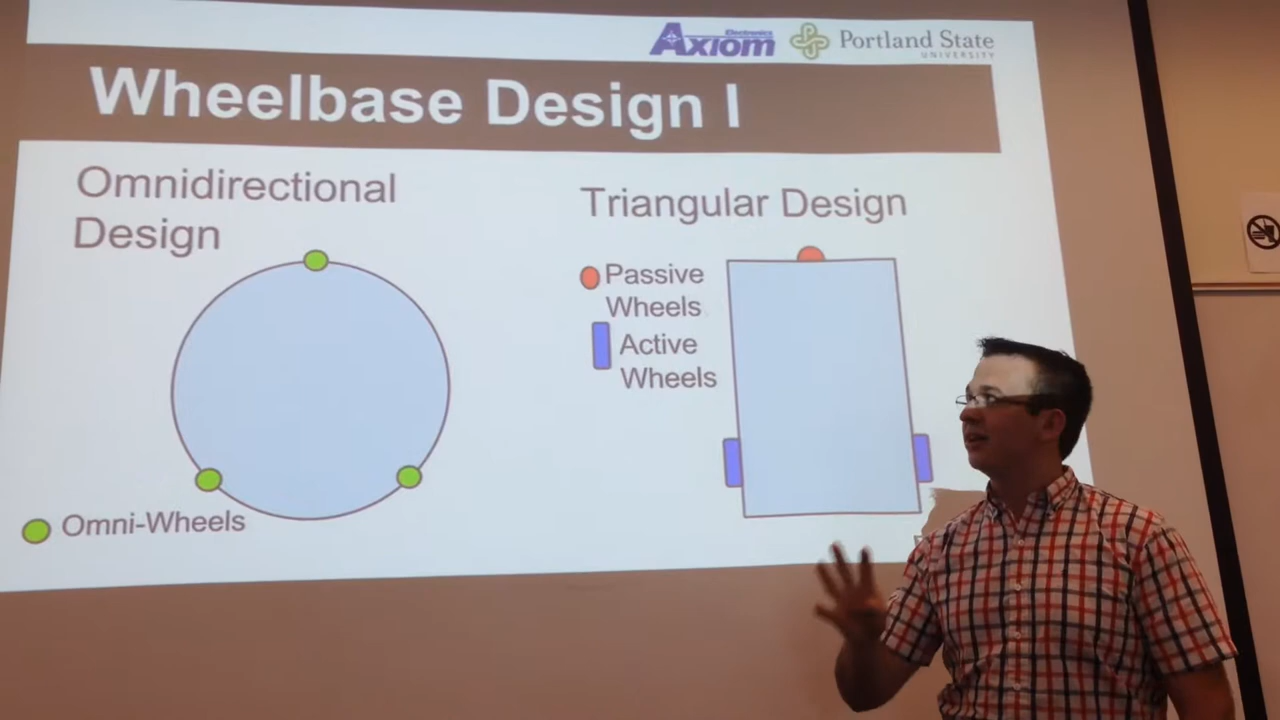 Electronics
Axiom
Portland State
UNIVERSITY
Wheelbase Design I
Omnidirectional
Design
Omni-Wheels
Triangular Design
Passive
Wheels
Active
Wheels